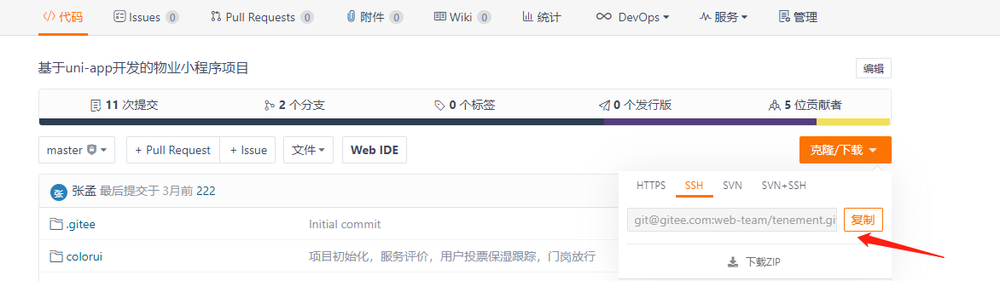 代码 Issues 0 Pull Requests 0 附件 0 Wiki 0 统计 DevOps 服务 管理
基于uni-app开发的物业小程序项目 编辑
11 次提交 2 个分支 0 个标签 0 个发行版 5 位贡献者
master + Pull Request + Issue 文件 Web IDE 克隆/下载
HTTPS SSH SVN SVN+SSH
张 张孟 最后提交于 3月前 222
git@gitee.com:web-team/tenement.gi 复制
.gitee Initial commit
colorui 项目初始化，服务评价，用户投票保湿跟踪，门岗放行
下载ZIP